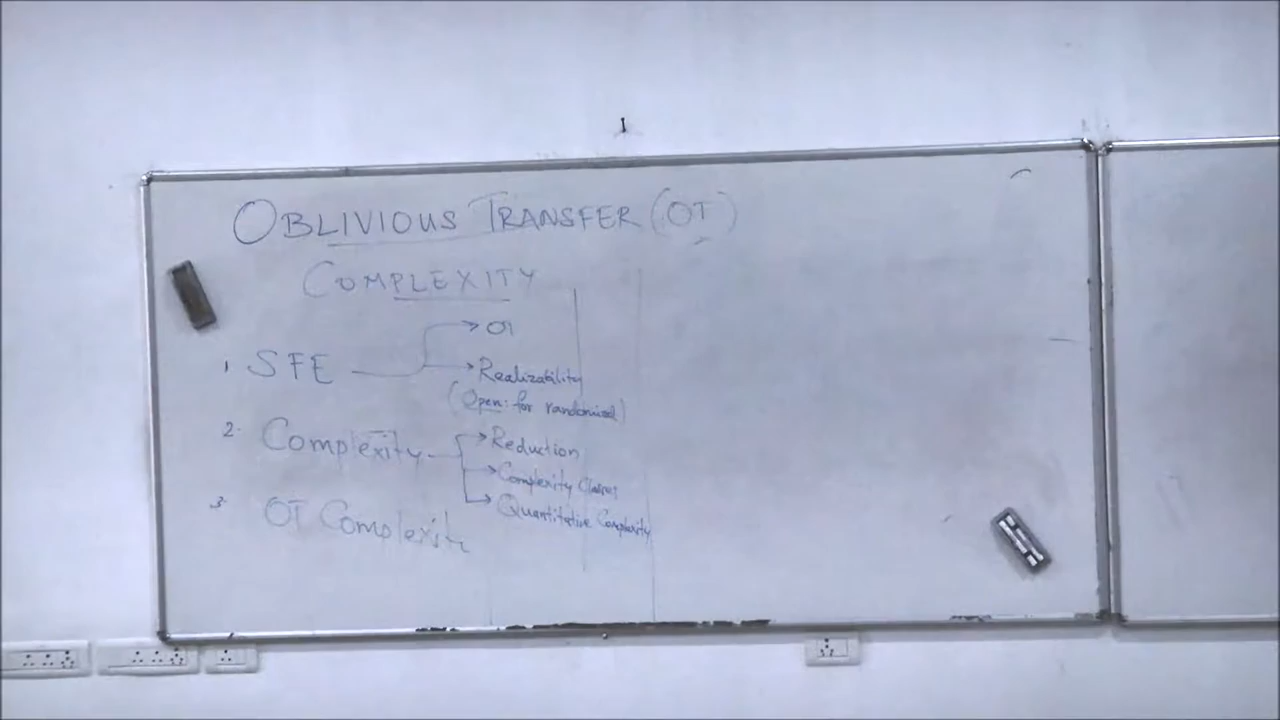 OBLIVIOUS TRANSFER (OT)
COMPLEXITY
1. SFE → OT
→ Realizability
(Open: for randomized)
2. Complexity → Reduction
→ Complexity Classes
→ Quantitative Complexity
3. OT Complexity